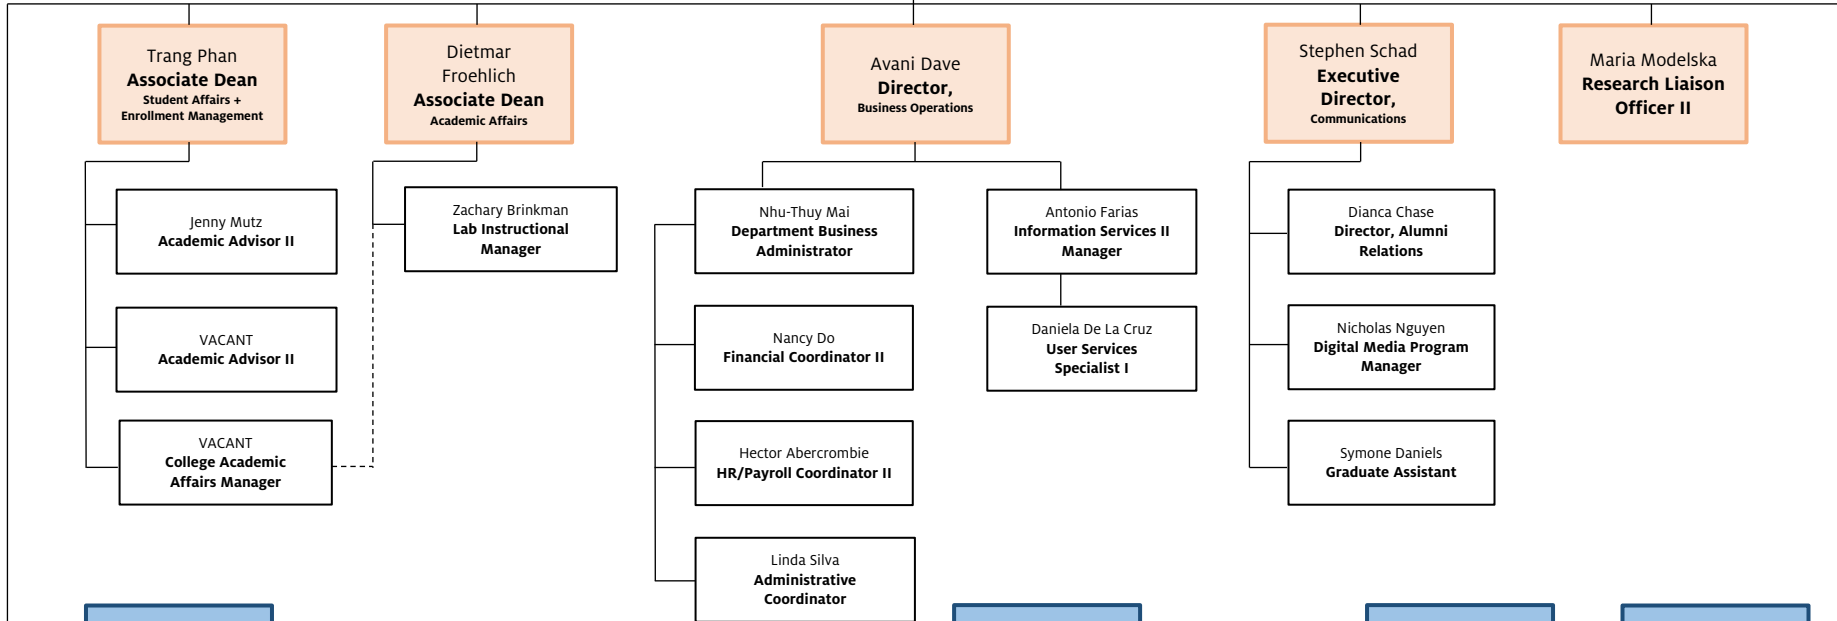 Trang Phan
Associate Dean
Student Affairs +
Enrollment Management
Dietmar
Froehlich
Associate Dean
Academic Affairs
Avani Dave
Director,
Business Operations
Stephen Schad
Executive
Director,
Communications
Maria Modelska
Research Liaison
Officer II
Jenny Mutz
Academic Advisor II
VACANT
Academic Advisor II
VACANT
College Academic
Affairs Manager
Zachary Brinkman
Lab Instructional
Manager
Nhu-Thuy Mai
Department Business
Administrator
Nancy Do
Financial Coordinator II
Hector Abercrombie
HR/Payroll Coordinator II
Linda Silva
Administrative
Coordinator
Antonio Farias
Information Services II
Manager
Daniela De La Cruz
User Services
Specialist I
Dianca Chase
Director, Alumni
Relations
Nicholas Nguyen
Digital Media Program
Manager
Symone Daniels
Graduate Assistant